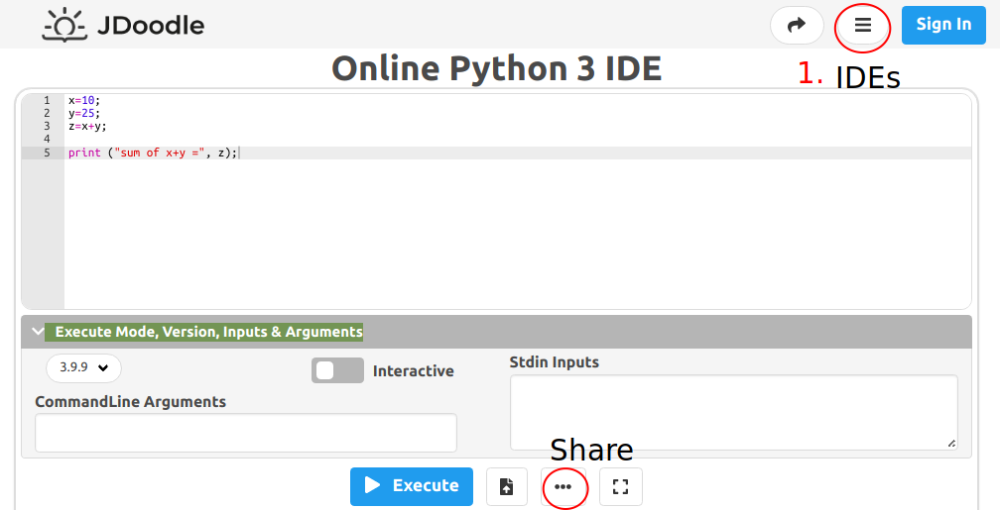 JDoodle
Sign In
Online Python 3 IDE
1. IDEs
1 x=10;
2 y=25;
3 z=x+y;
4
5 print ("sum of x+y =", z);
Execute Mode, Version, Inputs & Arguments
3.9.9
Interactive
Stdin Inputs
CommandLine Arguments
Share
Execute